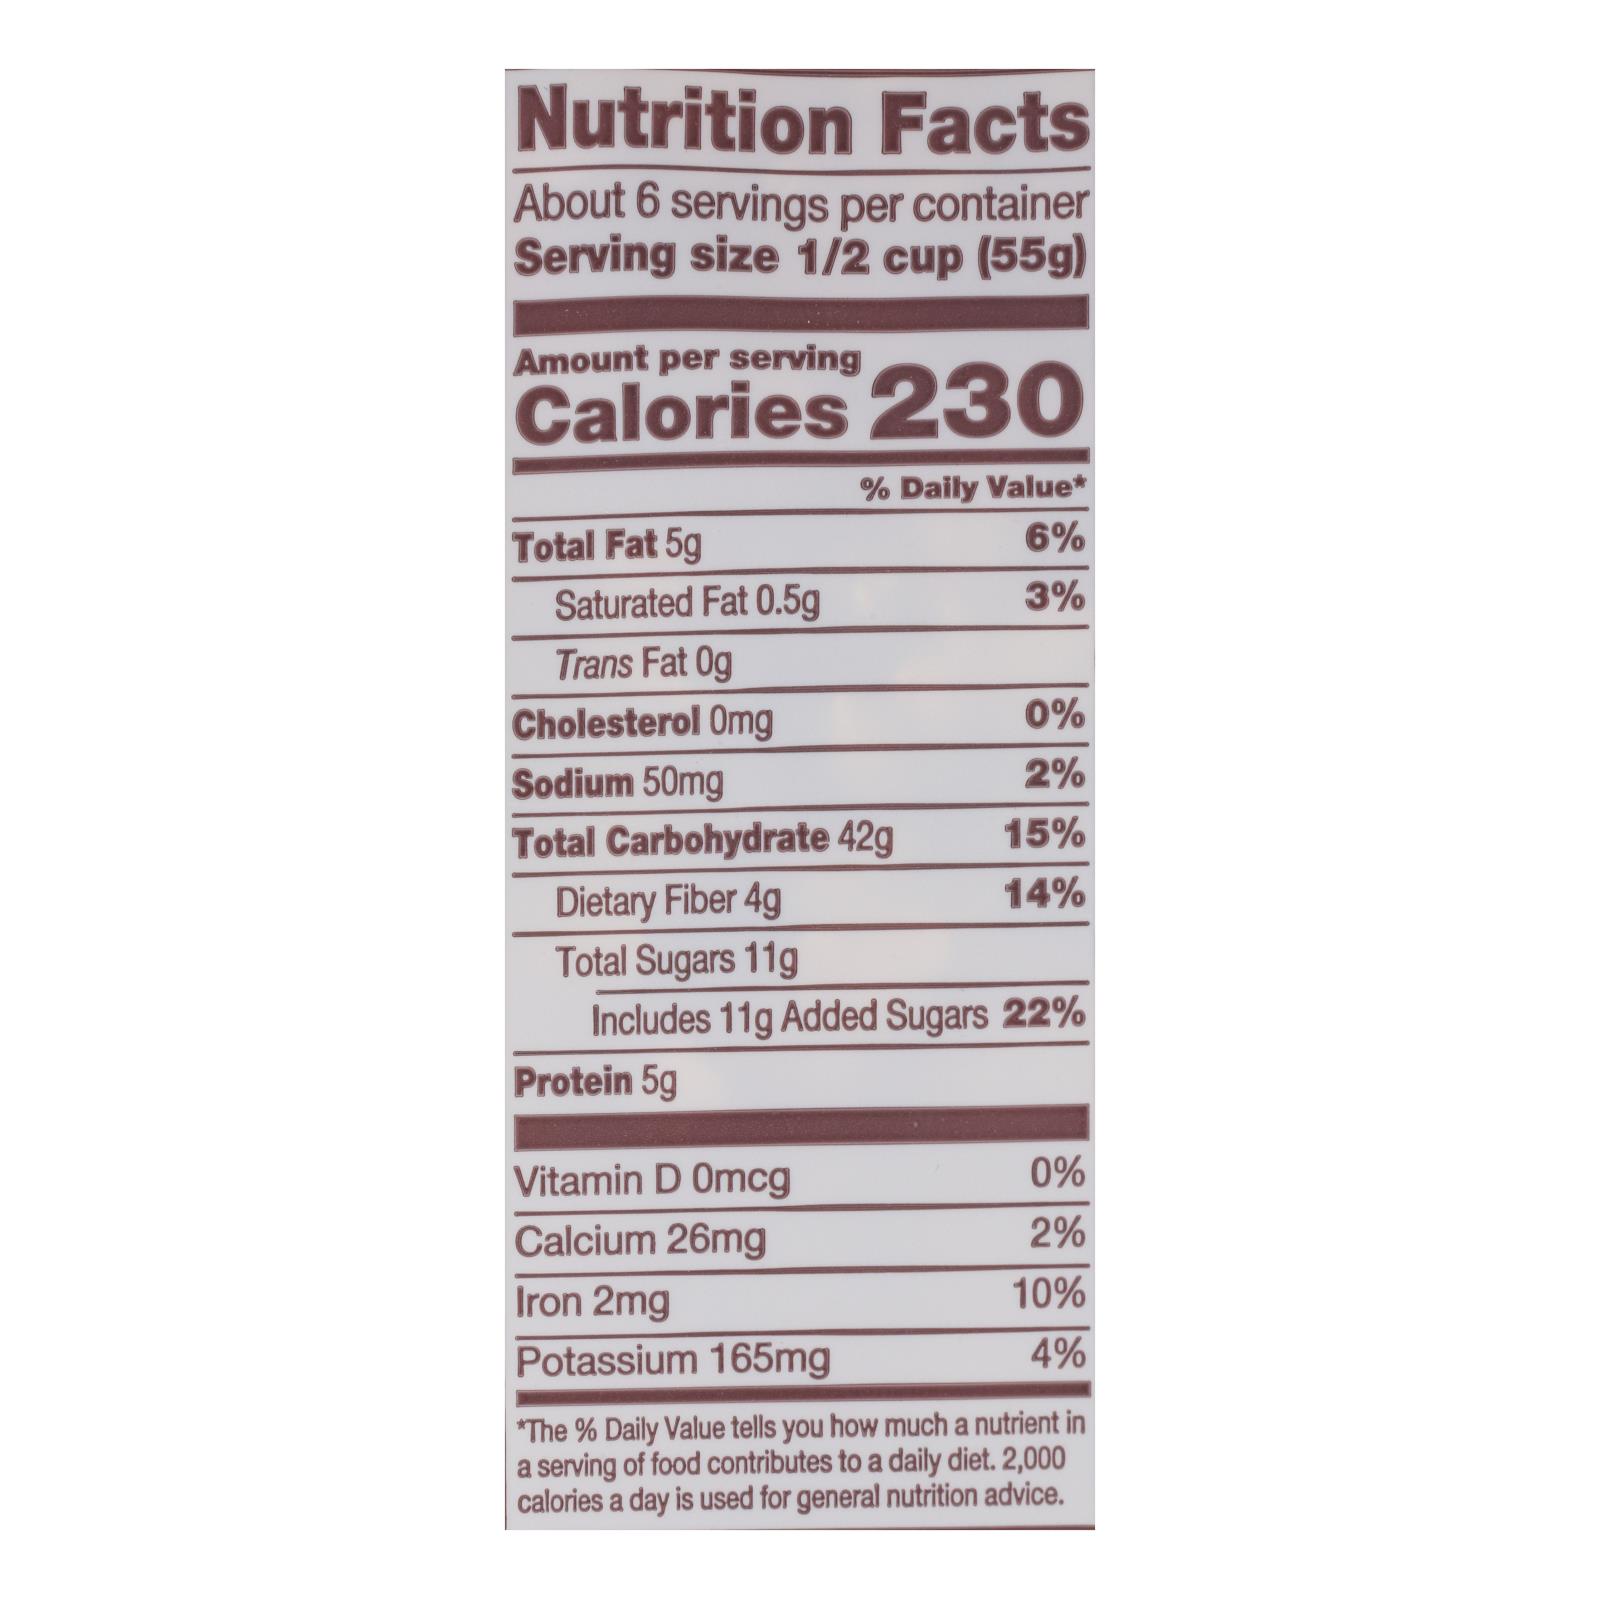 Nutrition Facts
About 6 servings per container
Serving size 1/2 cup (55g)
Amount per serving
Calories 230
% Daily Value*
Total Fat 5g 6%
Saturated Fat 0.5g 3%
Trans Fat 0g
Cholesterol 0mg 0%
Sodium 50mg 2%
Total Carbohydrate 42g 15%
Dietary Fiber 4g 14%
Total Sugars 11g
Includes 11g Added Sugars 22%
Protein 5g
Vitamin D 0mcg 0%
Calcium 26mg 2%
Iron 2mg 10%
Potassium 165mg 4%
*The % Daily Value tells you how much a nutrient in
a serving of food contributes to a daily diet. 2,000
calories a day is used for general nutrition advice.